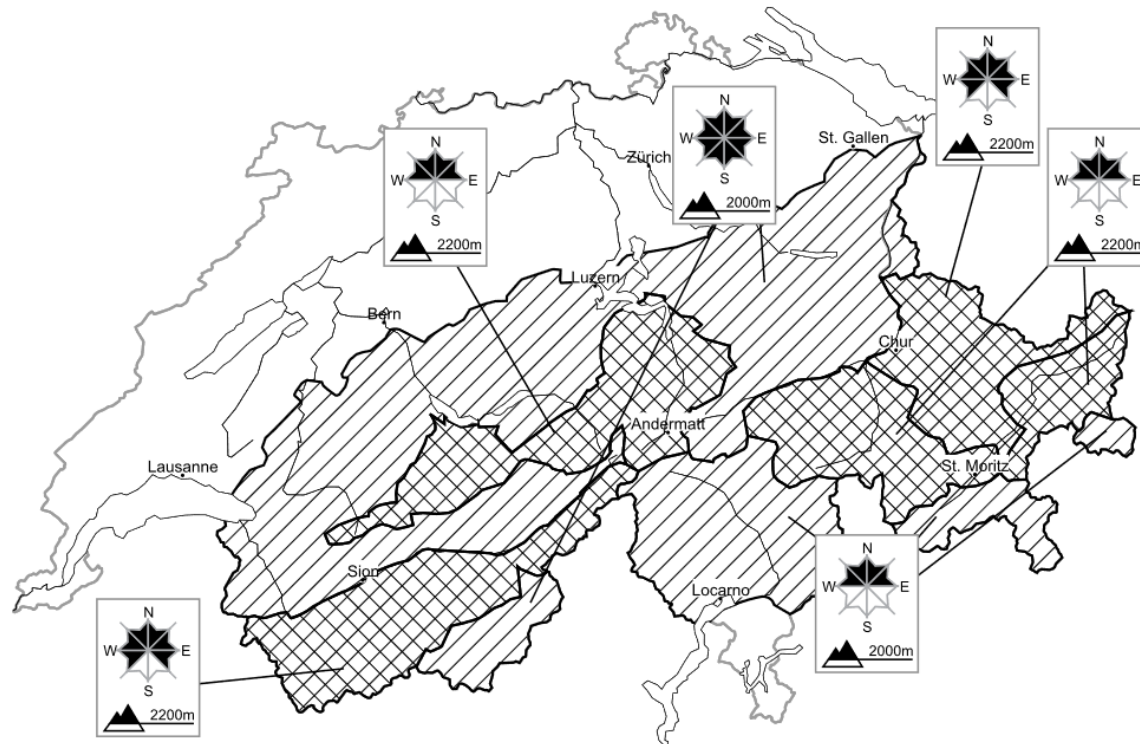 N
W E
S
2200m
N
W E
S
2200m
N
W E
S
2000m
N
W E
S
2200m
St. Gallen
Zürich
Luzern
Bern
Chur
Andermatt
Lausanne
St. Moritz
Sion
Locarno
N
W E
S
2000m
N
W E
S
2200m